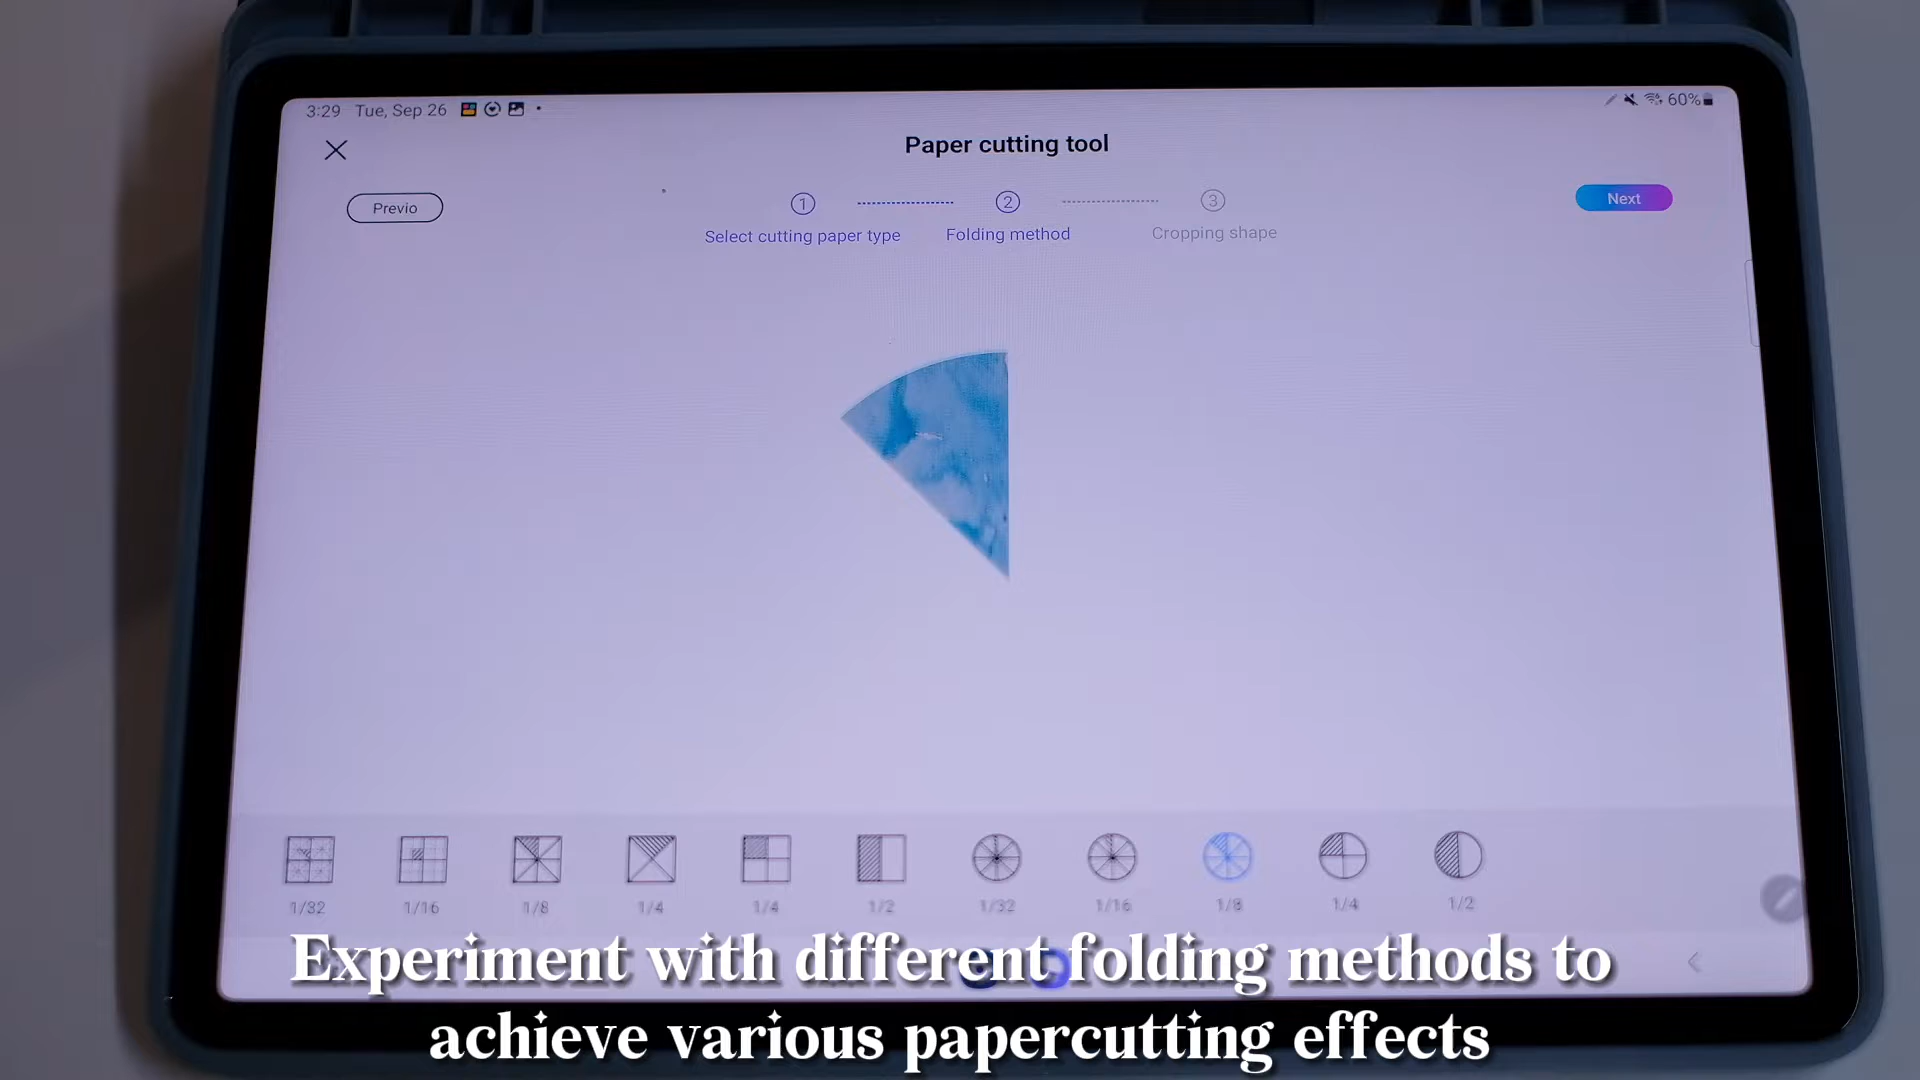 3:29 Tue, Sep 26
60%
Paper cutting tool
Previo
1
2
3
Next
Select cutting paper type
Folding method
Cropping shape
1/32
1/16
1/8
1/4
1/4
1/2
1/32
1/16
1/8
1/4
1/2
Experiment with different folding methods to
achieve various papercutting effects